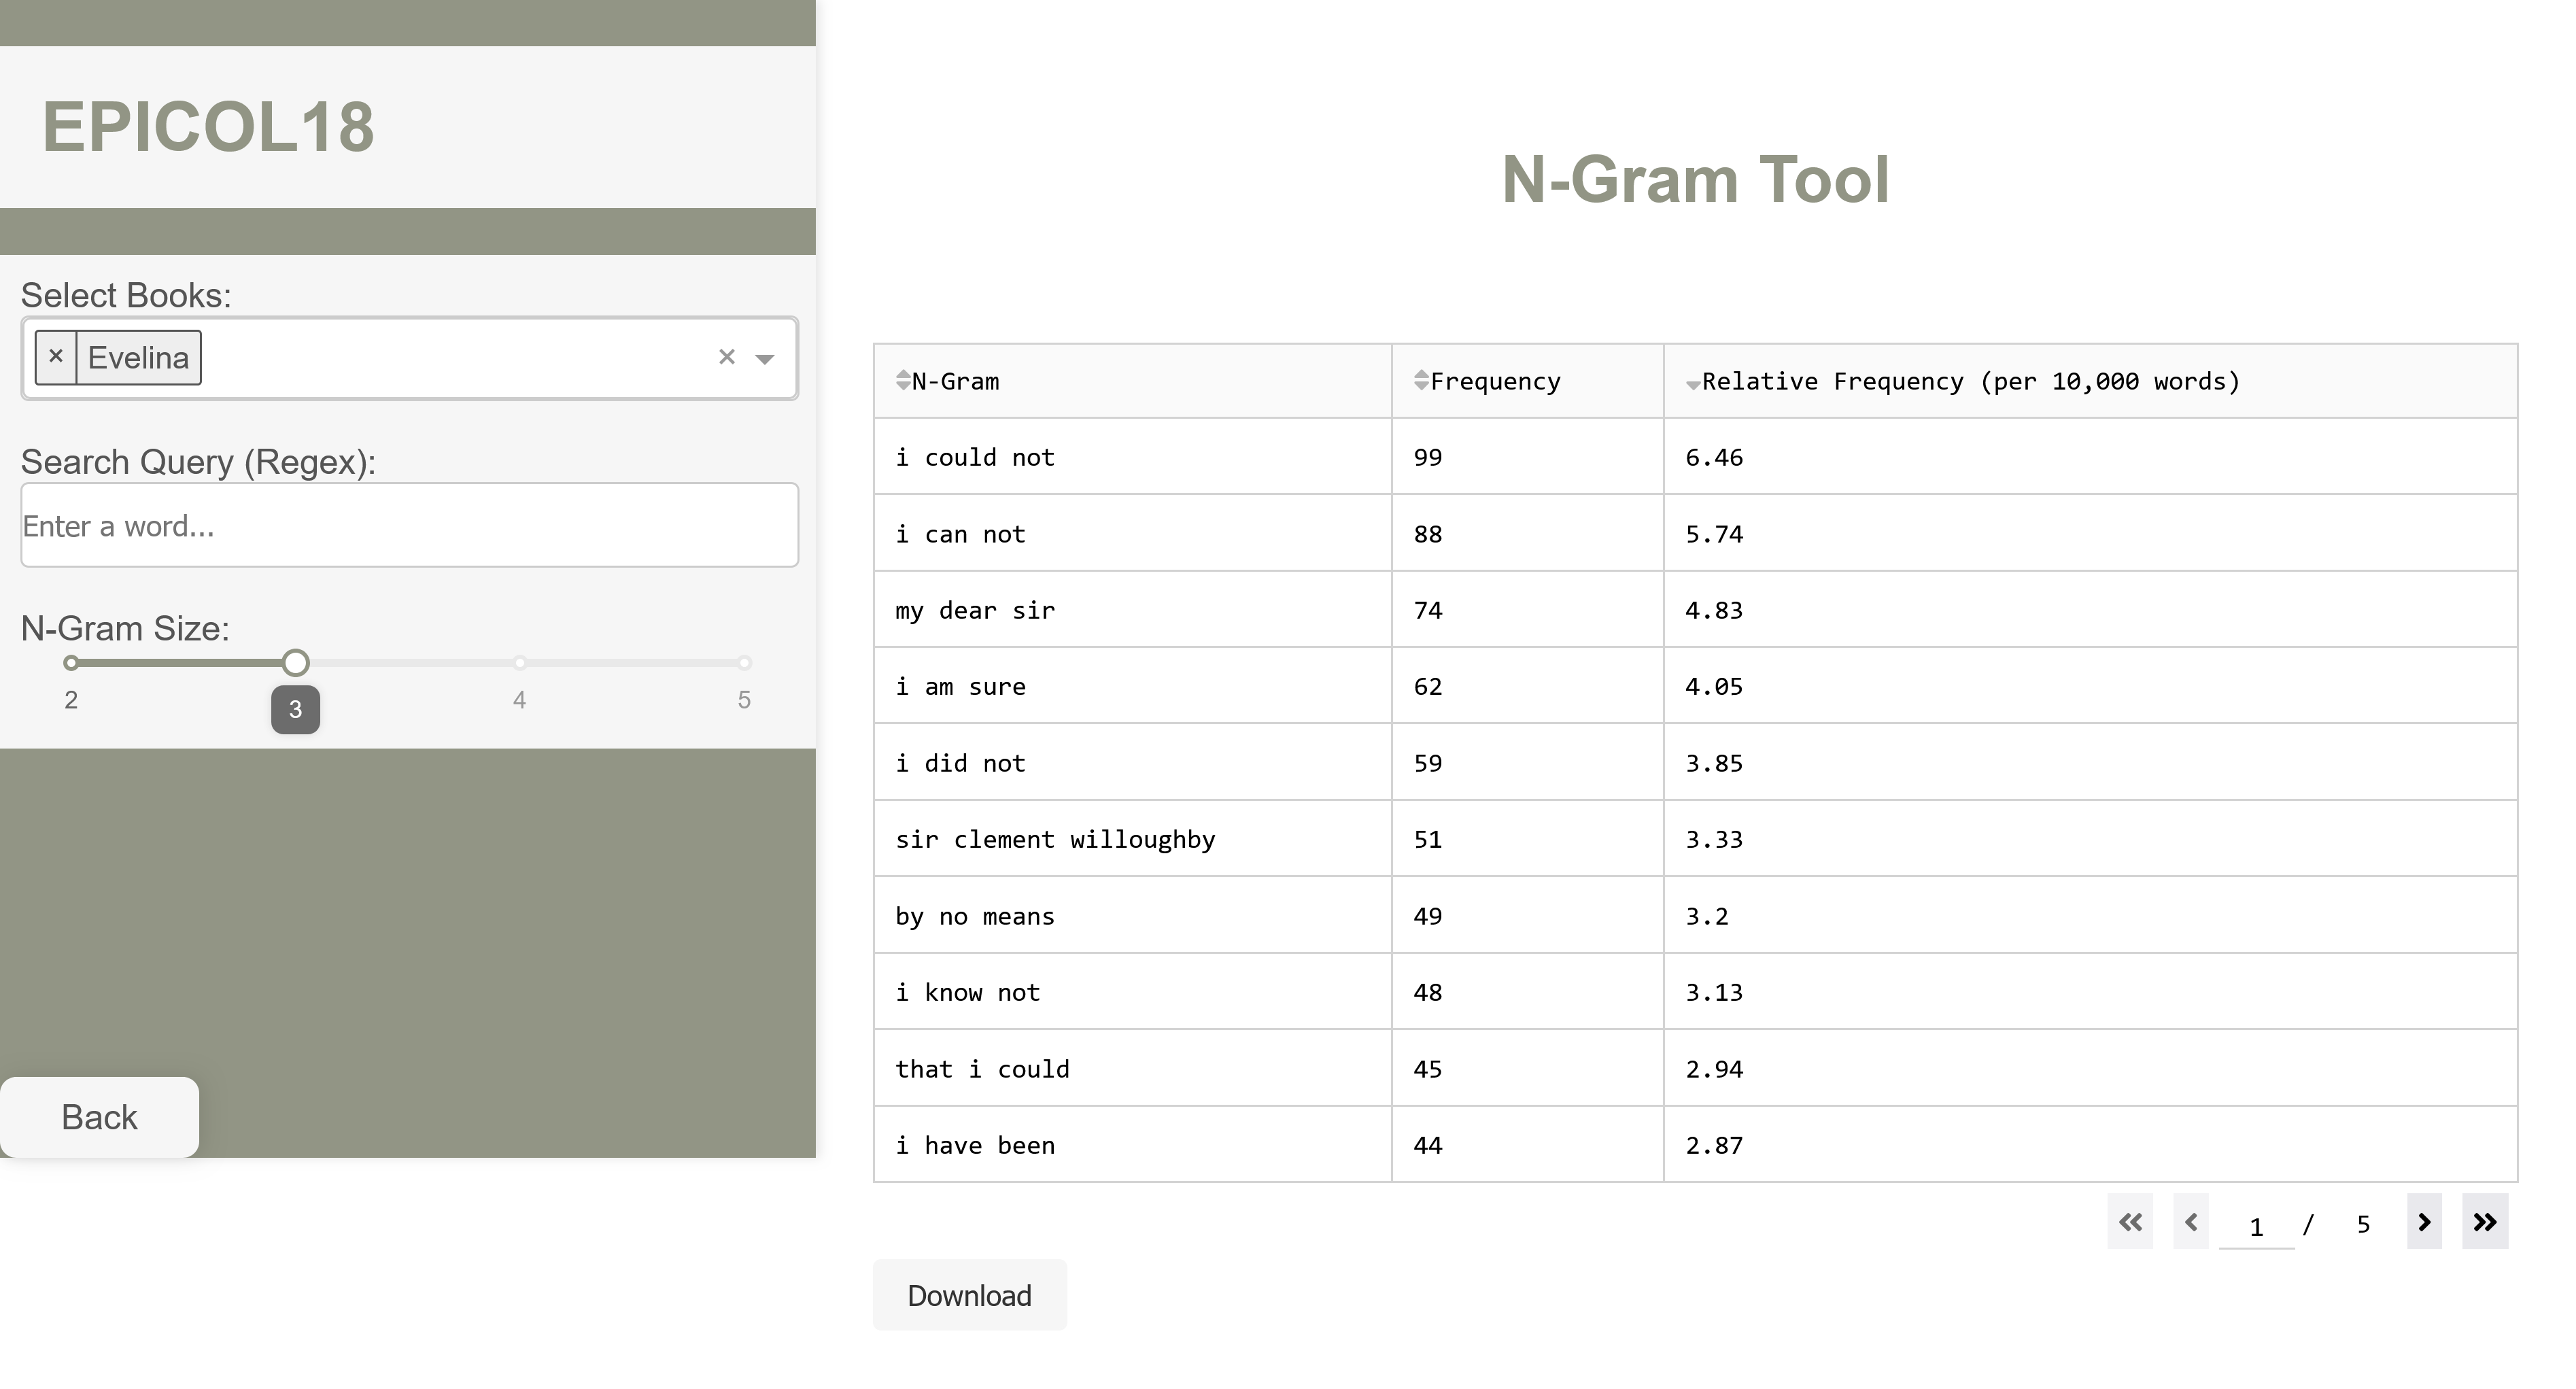 EPICOL18
Select Books:
× Evelina × 
Search Query (Regex):
Enter a word...
N-Gram Size:
2 3 4 5
Back
N-Gram Tool
N-Gram Frequency Relative Frequency (per 10,000 words)
i could not 99 6.46
i can not 88 5.74
my dear sir 74 4.83
i am sure 62 4.05
i did not 59 3.85
sir clement willoughby 51 3.33
by no means 49 3.2
i know not 48 3.13
that i could 45 2.94
i have been 44 2.87
1 / 5
Download